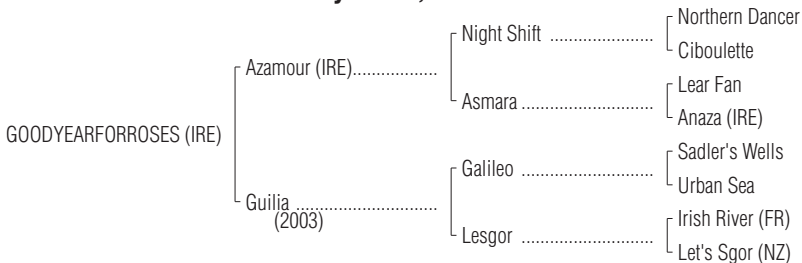 Northern Dancer
Night Shift ......................
Ciboulette
Azamour (IRE)..................
Lear Fan
Asmara ...........................
Anaza (IRE)
GOODYEARFORROSES (IRE)
Sadler's Wells
Galileo ............................
Urban Sea
Guilia ..............................
(2003)
Irish River (FR)
Lesgor ...........................
Let's Sgor (NZ)